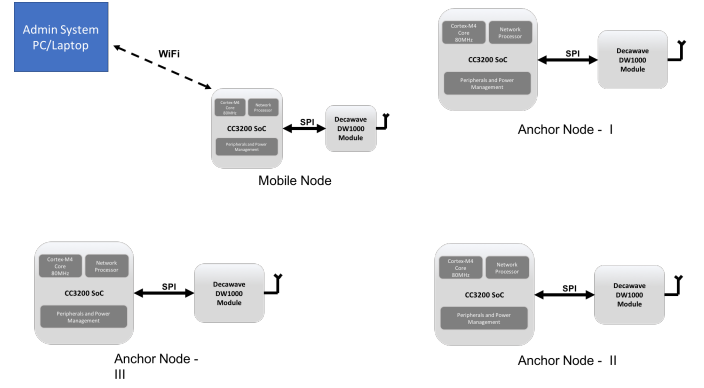 Admin System
PC/Laptop
WiFi
Cortex-M4
Core
80MHz
Network
Processor
CC3200 SoC
Peripherals and Power
Management
SPI
Decawave
DW1000
Module
Mobile Node
Cortex-M4
Core
80MHz
Network
Processor
CC3200 SoC
Peripherals and Power
Management
SPI
Decawave
DW1000
Module
Anchor Node - I
Cortex-M4
Core
80MHz
Network
Processor
CC3200 SoC
Peripherals and Power
Management
SPI
Decawave
DW1000
Module
Anchor Node -
III
Cortex-M4
Core
80MHz
Network
Processor
CC3200 SoC
Peripherals and Power
Management
SPI
Decawave
DW1000
Module
Anchor Node - II